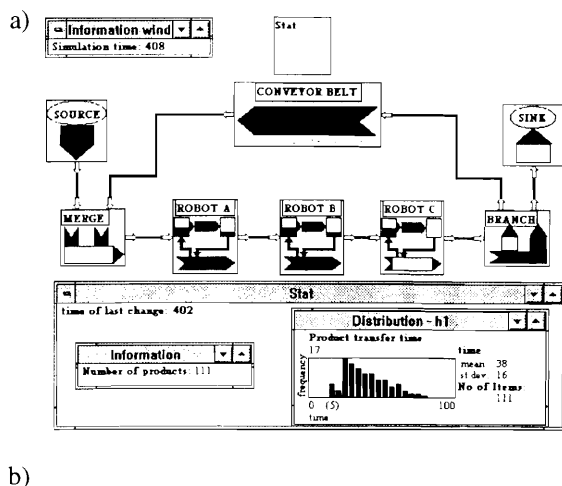 a)
Information wind
Simulation time: 408
Stat
CONVEYOR BELT
SOURCE
SINK
MERGE
ROBOT A
ROBOT B
ROBOT C
BRANCH
Stat
time of last change: 402
Information
Number of products: 111
Distribution - h1
Product transfer time
17
frequency
0 (5) 100
time
time
mean 38
st dev 16
No of Items:
111
b)